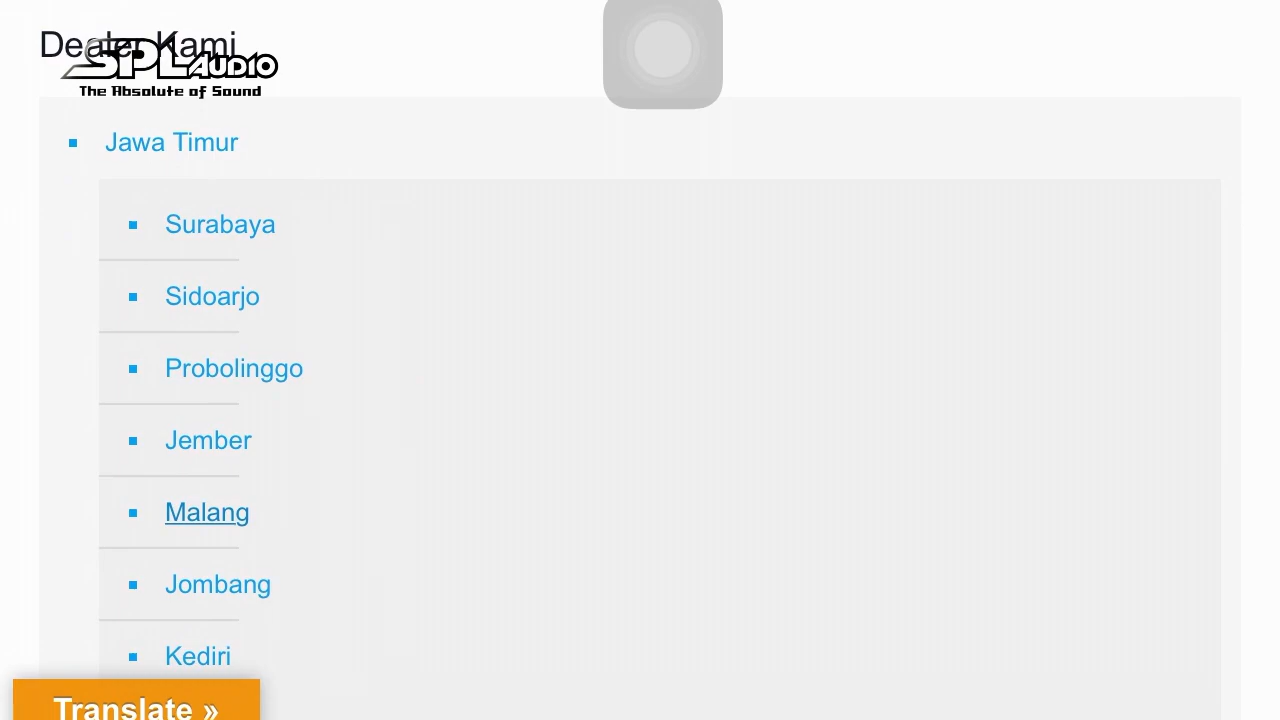 Dealer Kami
SPL AUDIO
The Absolute of Sound
Jawa Timur
Surabaya
Sidoarjo
Probolinggo
Jember
Malang
Jombang
Kediri
Translate »